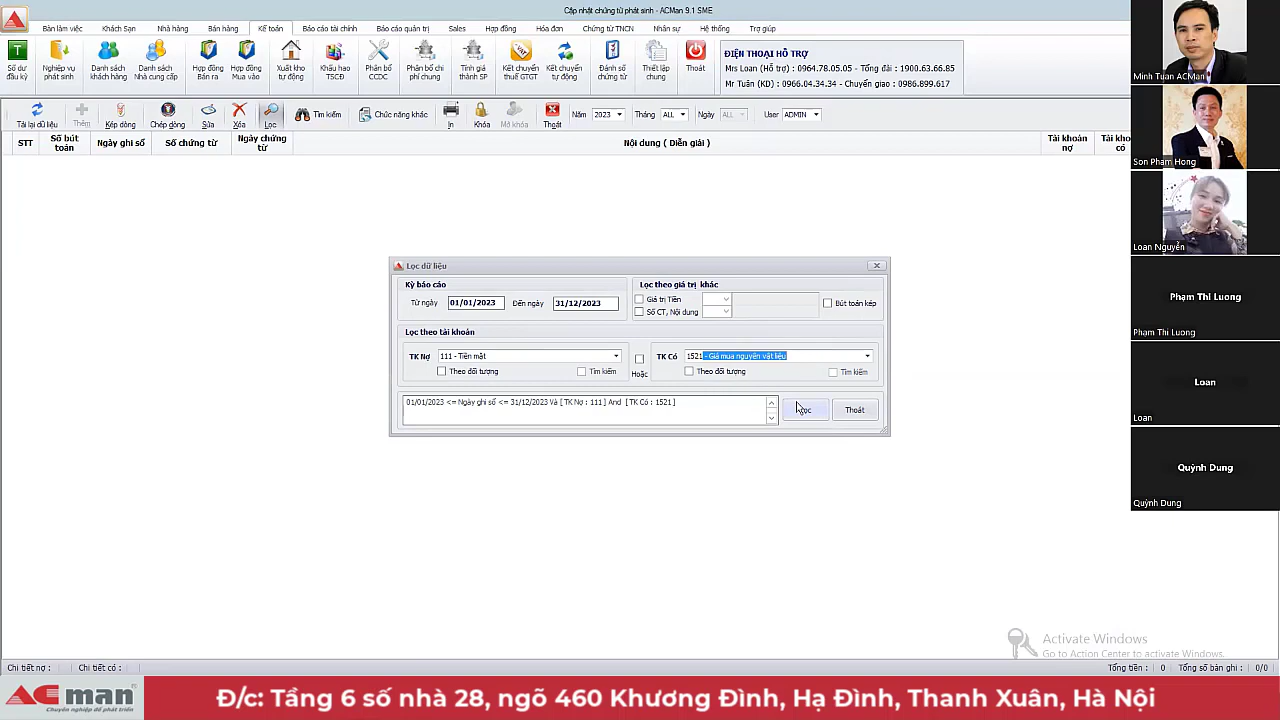 Cập nhật chứng từ phát sinh - ACMan 9.1 SME
Bàn làm việc Khách Sạn Nhà hàng Bán hàng Kế toán Báo cáo tài chính Báo cáo quản trị Sales Hợp đồng Hóa đơn Chứng từ TNCN Nhân sự Hệ thống Trợ giúp
Số dư đầu kỳ
Nghiệp vụ phát sinh
Danh sách khách hàng
Danh sách Nhà cung cấp
Hợp đồng Bán ra
Hợp đồng Mua vào
Xuất kho tự động
Khấu hao TSCĐ
Phân bổ CCDC
Phân bổ chi phí chung
Tính giá thành SP
Kết chuyển thuế GTGT
Kết chuyển tự động
Đánh số chứng từ
Thiết lập chung
Thoát
ĐIỆN THOẠI HỖ TRỢ
Mrs Loan (Hỗ trợ) : 0964.78.05.05 - Tổng đài : 1900.63.66.85
Mr Tuân (KD) : 0966.04.34.34 - Chuyển giao : 0986.899.617
Tải lại dữ liệu Thêm Kép dòng Chép dòng Sửa Xóa Lọc Tìm kiếm Chức năng khác In Khóa Mở khóa Thoát Năm 2023 Tháng ALL Ngày ALL User ADMIN
STT Số bút toán Ngày ghi sổ Số chứng từ Ngày chứng từ Nội dung ( Diễn giải ) Tài khoản nợ Tài kho có
Lọc dữ liệu
Kỳ báo cáo
Từ ngày 01/01/2023 Đến ngày 31/12/2023
Lọc theo giá trị khác
Giá trị Tiền
Số CT, Nội dung
Bút toán kép
Lọc theo tài khoản
TK Nợ 111 - Tiền mặt
Theo đối tượng Tìm kiếm
Hoặc
TK Có 1521 - Giá mua nguyên vật liệu
Theo đối tượng Tìm kiếm
01/01/2023 <= Ngày ghi sổ <= 31/12/2023 Và [ TK Nợ : 111 ] And [ TK Có : 1521 ]
Lọc Thoát
Minh Tuan ACMan
Son Pham Hong
Loan Nguyễn
Phạm Thi Luong
Phạm Thi Luong
Loan
Loan
Quỳnh Dung
Quỳnh Dung
Activate Windows
Go to Action Center to activate Windows.
Chi tiết nợ : Chi tiết có : Tổng tiền : 0 Tổng số bản ghi : 0/0
ACman
Chuyên nghiệp để phát triển
Đ/c: Tầng 6 số nhà 28, ngõ 460 Khương Đình, Hạ Đình, Thanh Xuân, Hà Nội